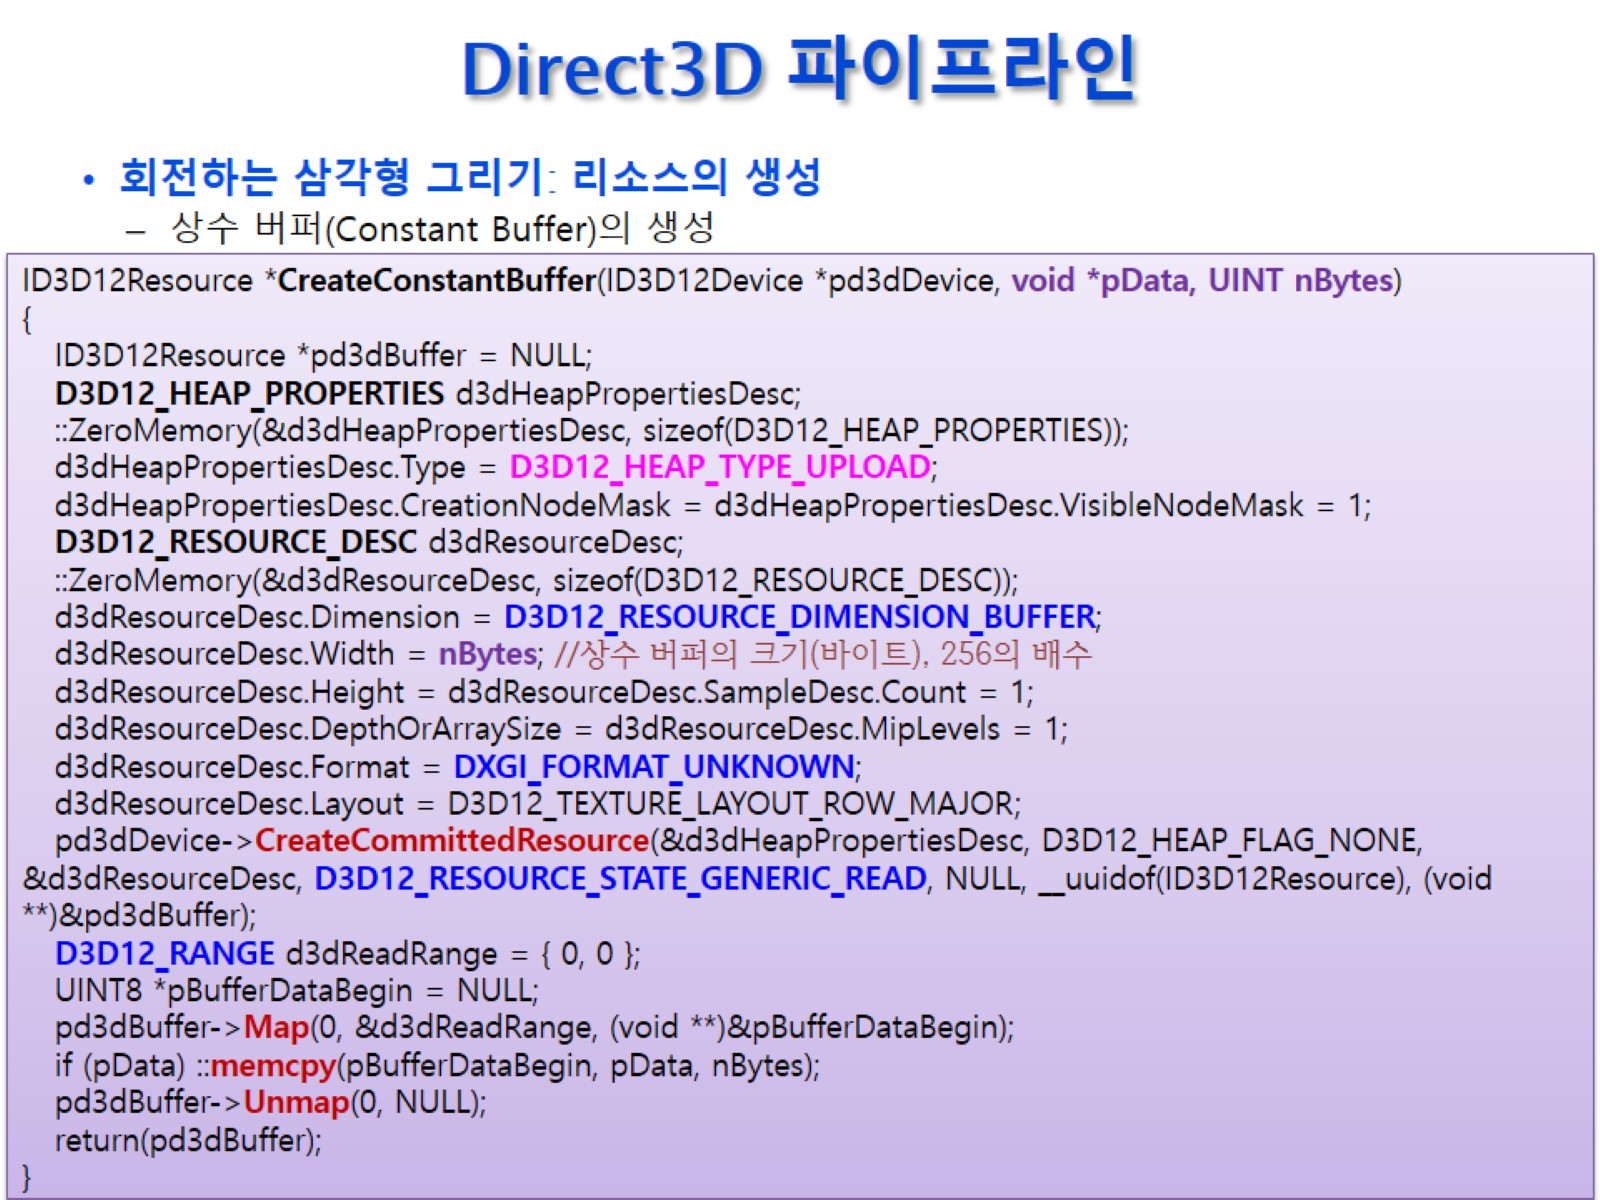 Direct3D 파이프라인
• 회전하는 삼각형 그리기: 리소스의 생성
– 상수 버퍼(Constant Buffer)의 생성
ID3D12Resource *CreateConstantBuffer(ID3D12Device *pd3dDevice, void *pData, UINT nBytes)
{
ID3D12Resource *pd3dBuffer = NULL;
D3D12_HEAP_PROPERTIES d3dHeapPropertiesDesc;
::ZeroMemory(&d3dHeapPropertiesDesc, sizeof(D3D12_HEAP_PROPERTIES));
d3dHeapPropertiesDesc.Type = D3D12_HEAP_TYPE_UPLOAD;
d3dHeapPropertiesDesc.CreationNodeMask = d3dHeapPropertiesDesc.VisibleNodeMask = 1;
D3D12_RESOURCE_DESC d3dResourceDesc;
::ZeroMemory(&d3dResourceDesc, sizeof(D3D12_RESOURCE_DESC));
d3dResourceDesc.Dimension = D3D12_RESOURCE_DIMENSION_BUFFER;
d3dResourceDesc.Width = nBytes; //상수 버퍼의 크기(바이트), 256의 배수
d3dResourceDesc.Height = d3dResourceDesc.SampleDesc.Count = 1;
d3dResourceDesc.DepthOrArraySize = d3dResourceDesc.MipLevels = 1;
d3dResourceDesc.Format = DXGI_FORMAT_UNKNOWN;
d3dResourceDesc.Layout = D3D12_TEXTURE_LAYOUT_ROW_MAJOR;
pd3dDevice->CreateCommittedResource(&d3dHeapPropertiesDesc, D3D12_HEAP_FLAG_NONE,
&d3dResourceDesc, D3D12_RESOURCE_STATE_GENERIC_READ, NULL, __uuidof(ID3D12Resource), (void
**)&pd3dBuffer);
D3D12_RANGE d3dReadRange = { 0, 0 };
UINT8 *pBufferDataBegin = NULL;
pd3dBuffer->Map(0, &d3dReadRange, (void **)&pBufferDataBegin);
if (pData) ::memcpy(pBufferDataBegin, pData, nBytes);
pd3dBuffer->Unmap(0, NULL);
return(pd3dBuffer);
}